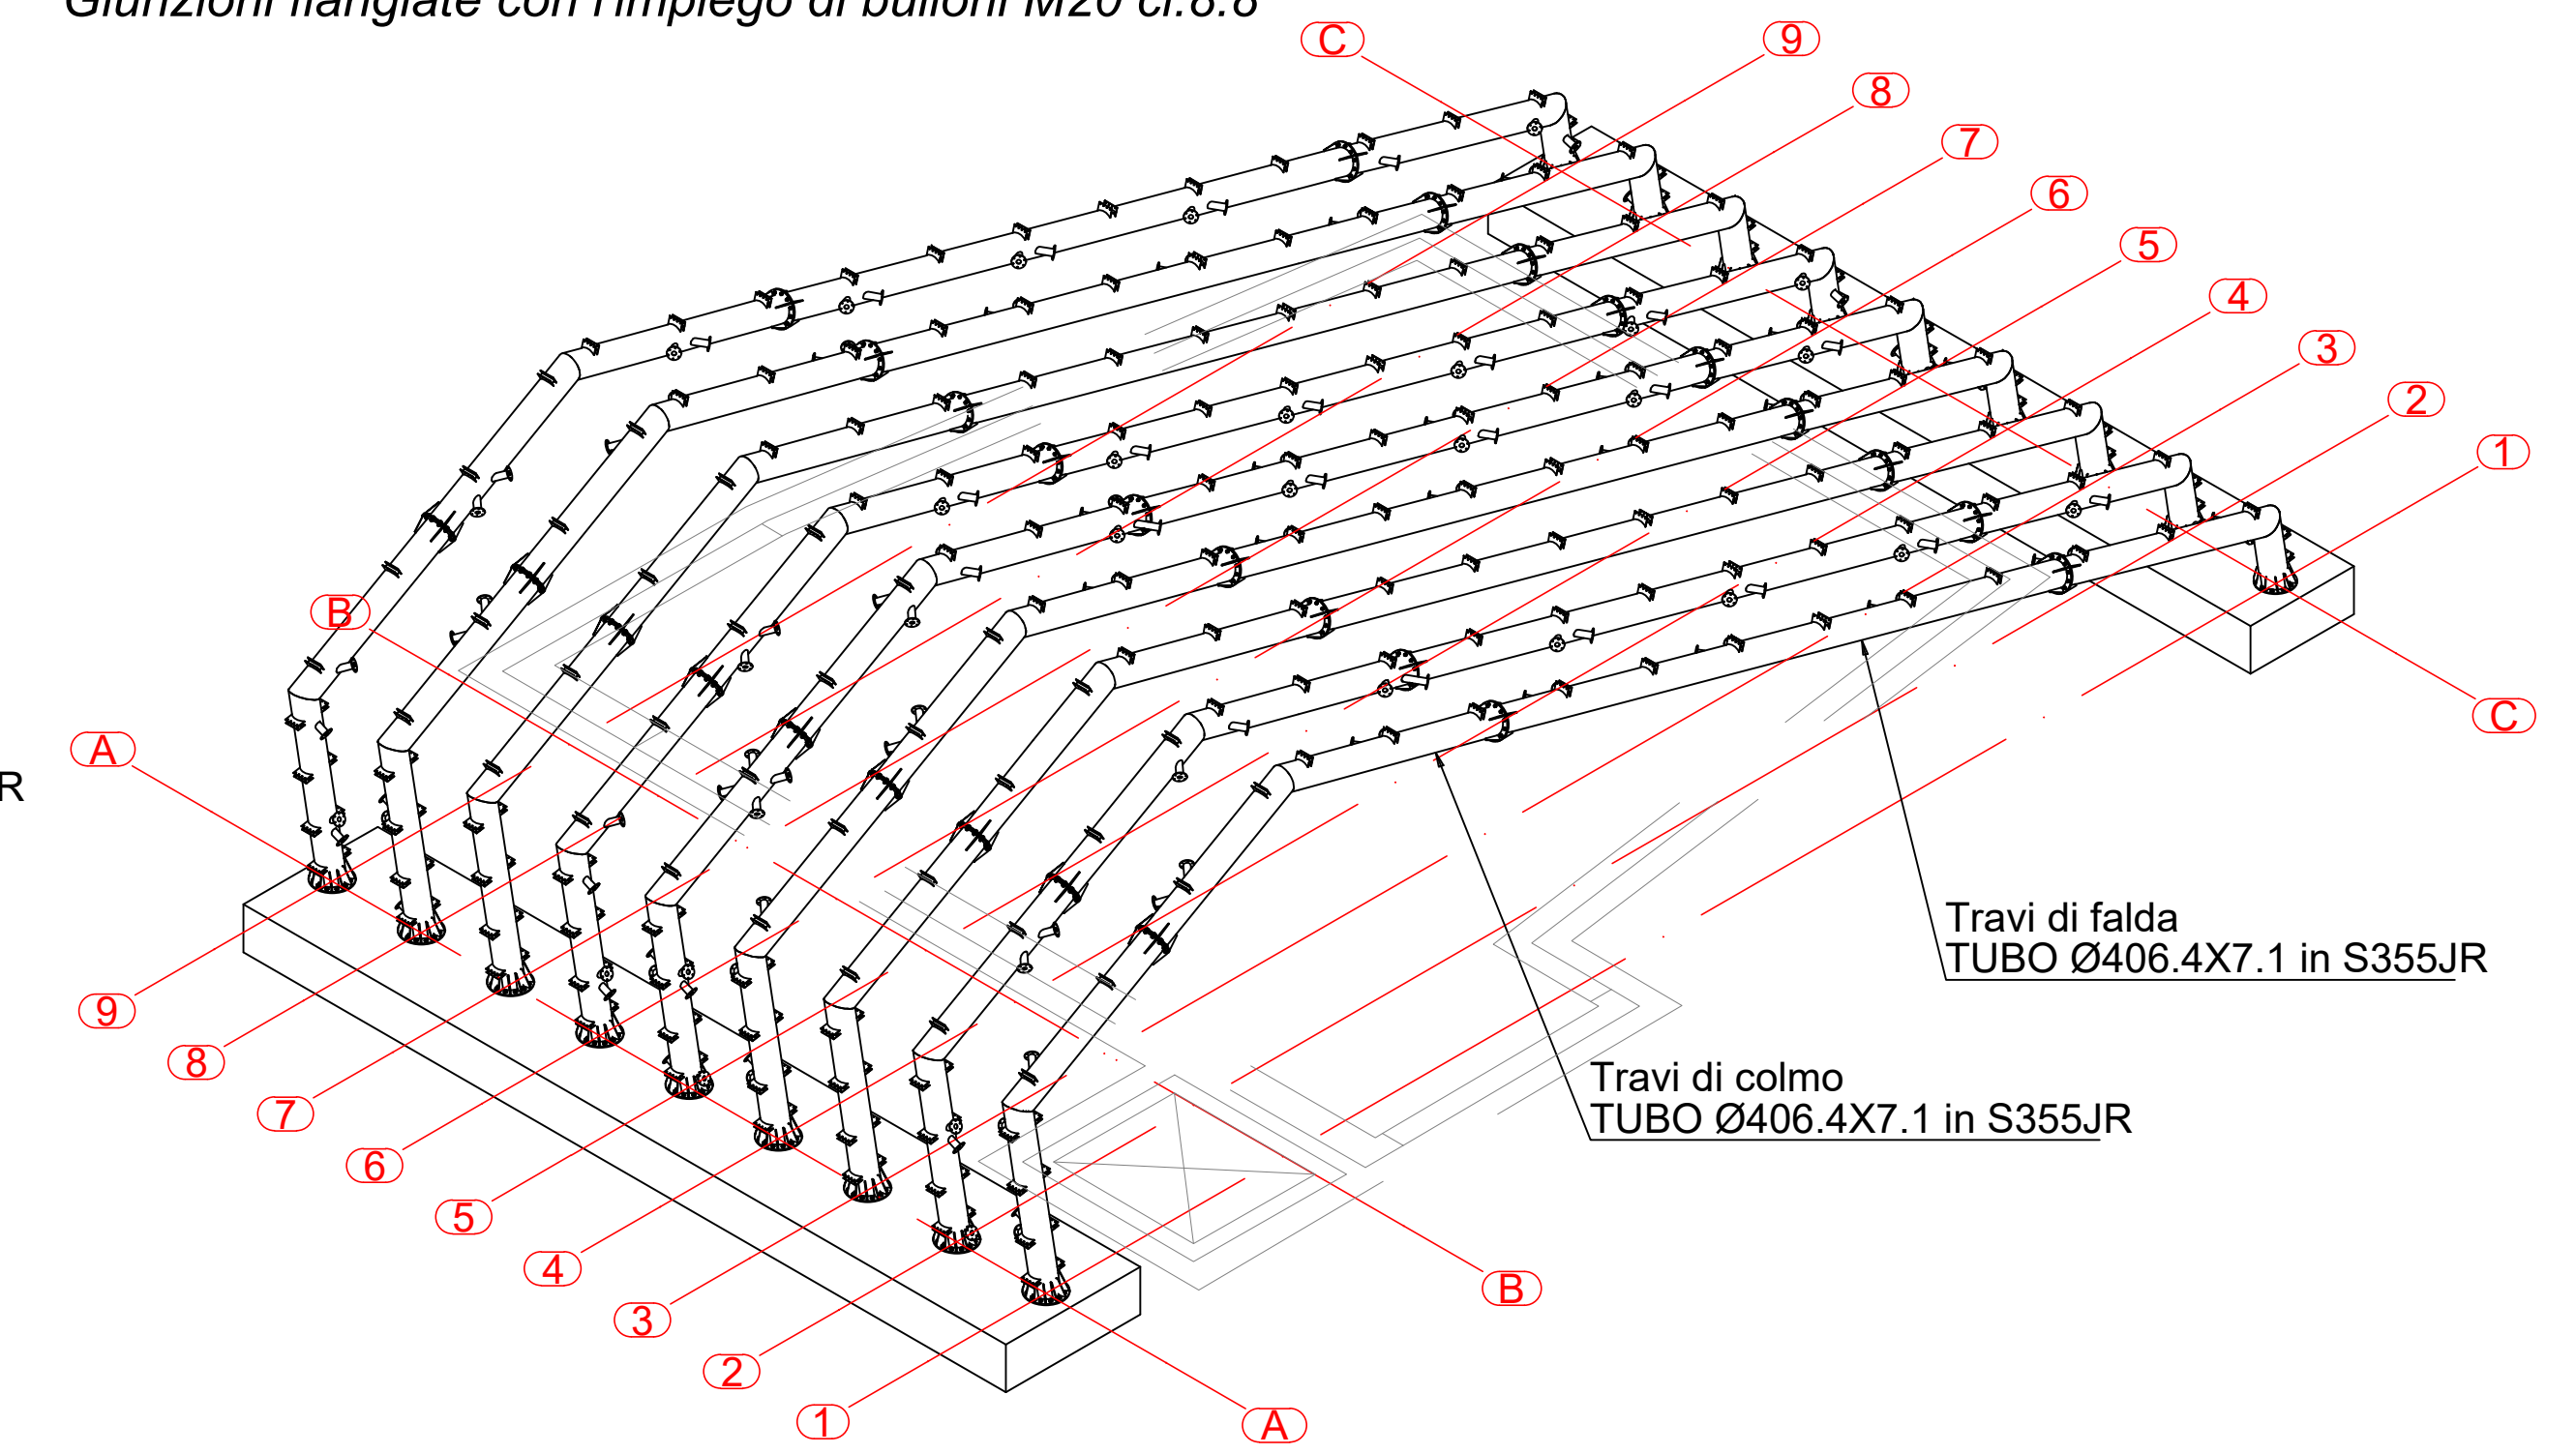 Giunzioni flangiate con l'impiego di bulloni M20 cl.8.8
C
9
8
7
6
5
4
3
2
1
B
A
R
C
Travi di falda
TUBO Ø406.4X7.1 in S355JR
9
8
7
6
5
4
3
2
1
Travi di colmo
TUBO Ø406.4X7.1 in S355JR
B
A